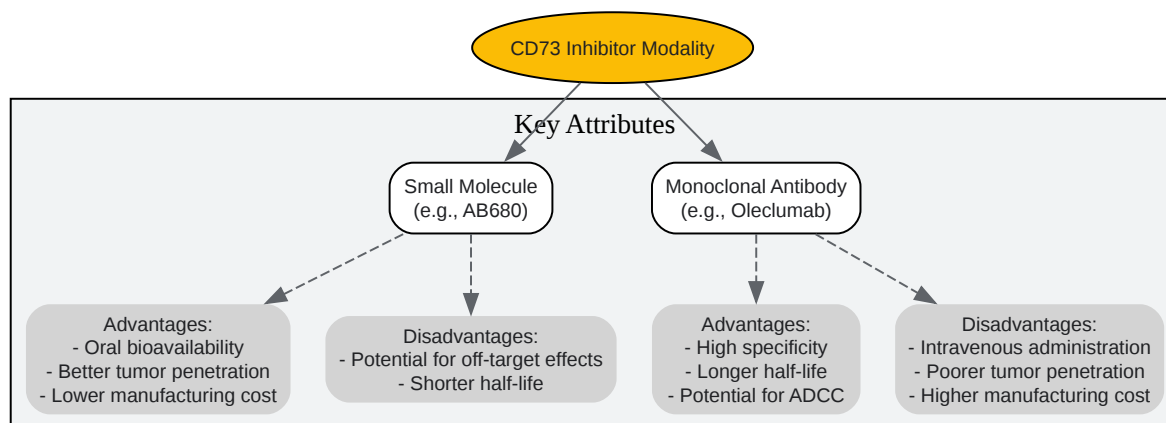 CD73 Inhibitor Modality
Key Attributes
Small Molecule
(e.g., AB680)
Monoclonal Antibody
(e.g., Oleclumab)
Advantages:
- Oral bioavailability
- Better tumor penetration
- Lower manufacturing cost
Disadvantages:
- Potential for off-target effects
- Shorter half-life
Advantages:
- High specificity
- Longer half-life
- Potential for ADCC
Disadvantages:
- Intravenous administration
- Poorer tumor penetration
- Higher manufacturing cost